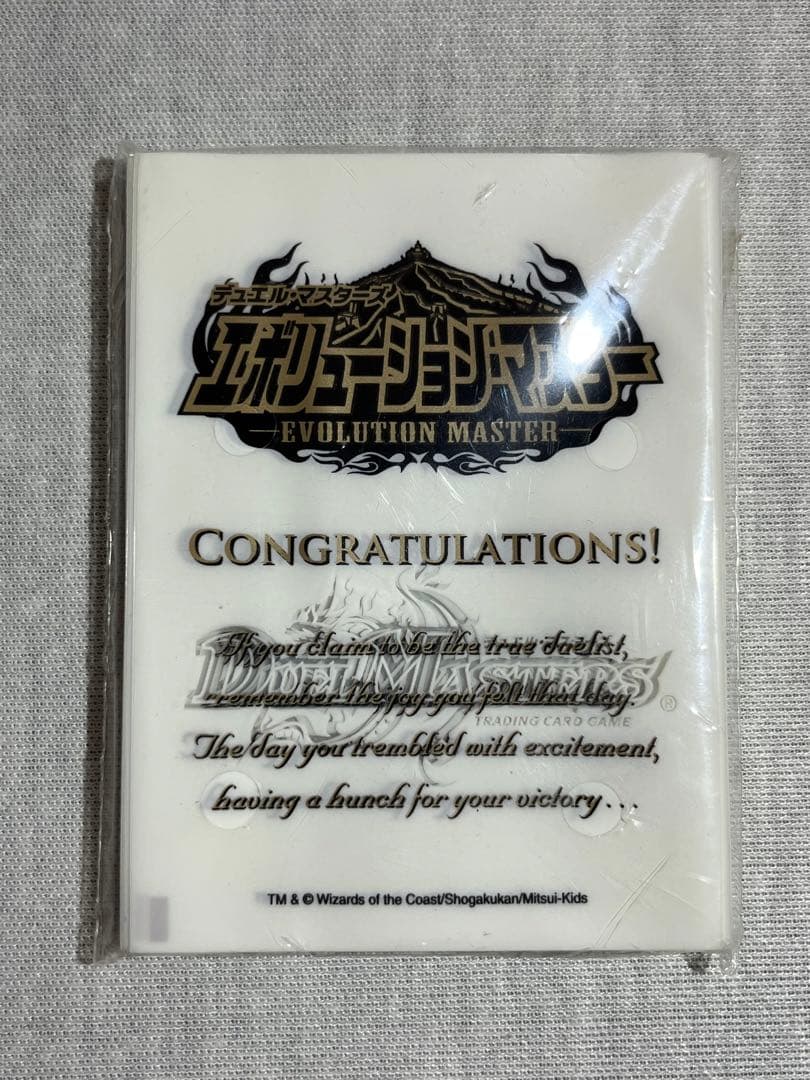 デュエル・マスターズ
エボリューション・マスター
EVOLUTION MASTER
CONGRATULATIONS!
If you claim to be the true duelist,
DUEL MASTERS ®
remember the joy you felt that day.
TRADING CARD GAME
The day you trembled with excitement,
having a hunch for your victory...
TM & © Wizards of the Coast/Shogakukan/Mitsui-Kids